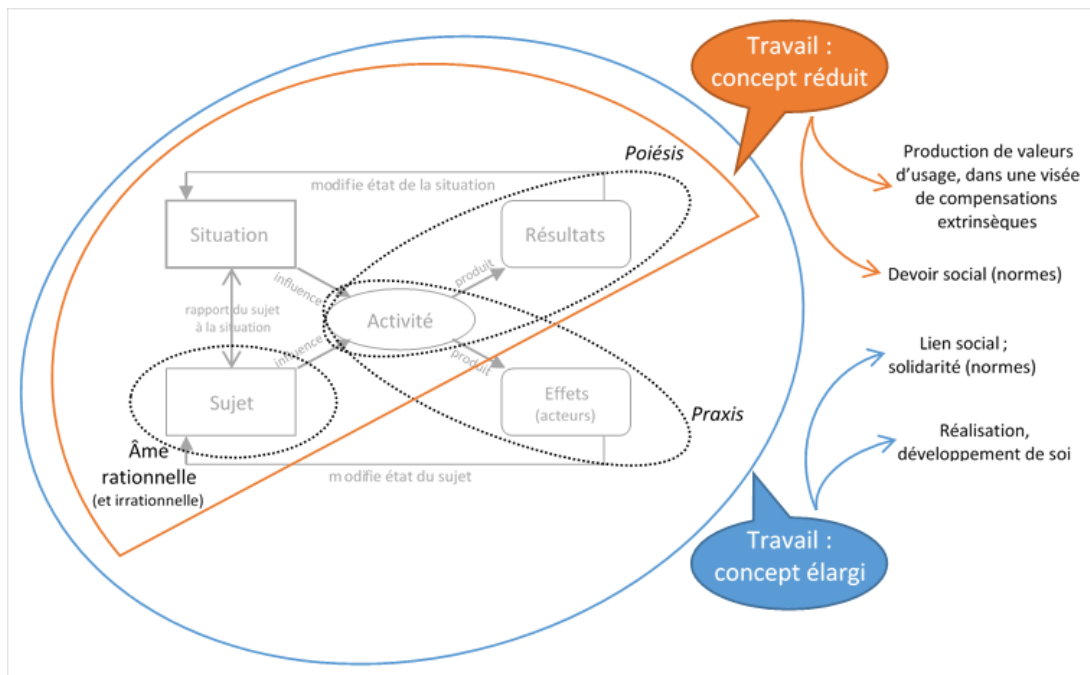 Travail :
concept réduit
Poiésis
modifie état de la situation
Production de valeurs
d'usage, dans une visée
de compensations
extrinsèques
Situation
Résultats
influence
produit
Devoir social (normes)
rapport du sujet
à la situation
Activité
influence
produit
Lien social ;
solidarité (normes)
Sujet
Effets
(acteurs)
Praxis
Âme
rationnelle
(et irrationnelle)
modifie état du sujet
Réalisation,
développement de soi
Travail :
concept élargi